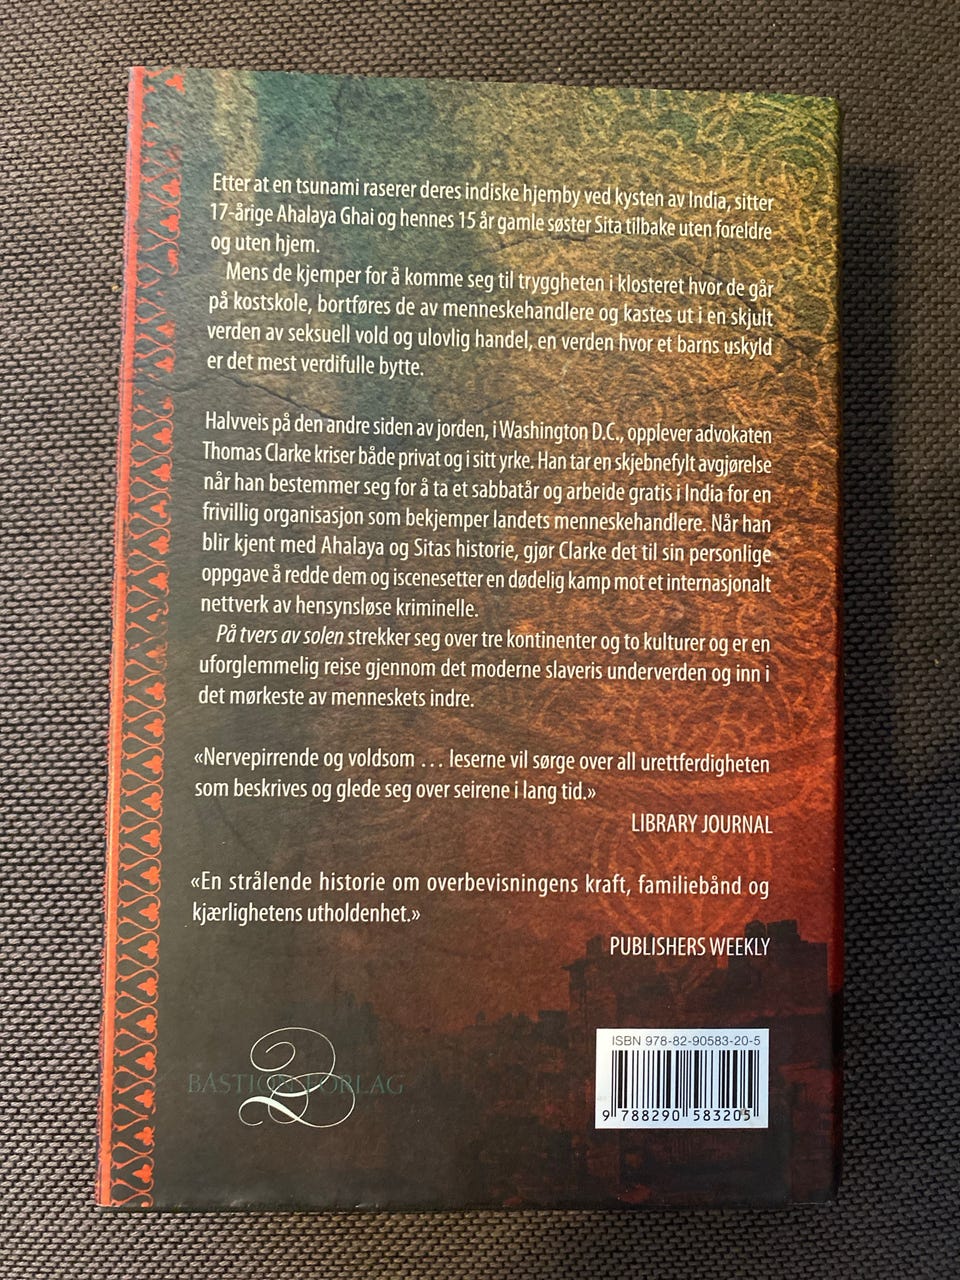 Etter at en tsunami raserer deres indiske hjemby ved kysten av India, sitter
17-årige Ahalaya Ghai og hennes 15 år gamle søster Sita tilbake uten foreldre
og uten hjem.
Mens de kjemper for å komme seg til tryggheten i klosteret hvor de går
på kostskole, bortføres de av menneskehandlere og kastes ut i en skjult
verden av seksuell vold og ulovlig handel, en verden hvor et barns uskyld
er det mest verdifulle bytte.
Halvveis på den andre siden av jorden, i Washington D.C., opplever advokaten
Thomas Clarke kriser både privat og i sitt yrke. Han tar en skjebnefylt avgjørelse
når han bestemmer seg for å ta et sabbatår og arbeide gratis i India for en
frivillig organisasjon som bekjemper landets menneskehandlere. Når han
blir kjent med Ahalaya og Sitas historie, gjør Clarke det til sin personlige
oppgave å redde dem og iscenesetter en dødelig kamp mot et internasjonalt
nettverk av hensynsløse kriminelle.
På tvers av solen strekker seg over tre kontinenter og to kulturer og er en
uforglemmelig reise gjennom det moderne slaveris underverden og inn i
det mørkeste av menneskets indre.
«Nervepirrende og voldsom … leserne vil sørge over all urettferdigheten
som beskrives og glede seg over seirene i lang tid.»
LIBRARY JOURNAL
«En strålende historie om overbevisningens kraft, familiebånd og
kjærlighetens utholdenhet.»
PUBLISHERS WEEKLY
ISBN 978-82-90583-20-5
BASTION FORLAG
9 788290 583205